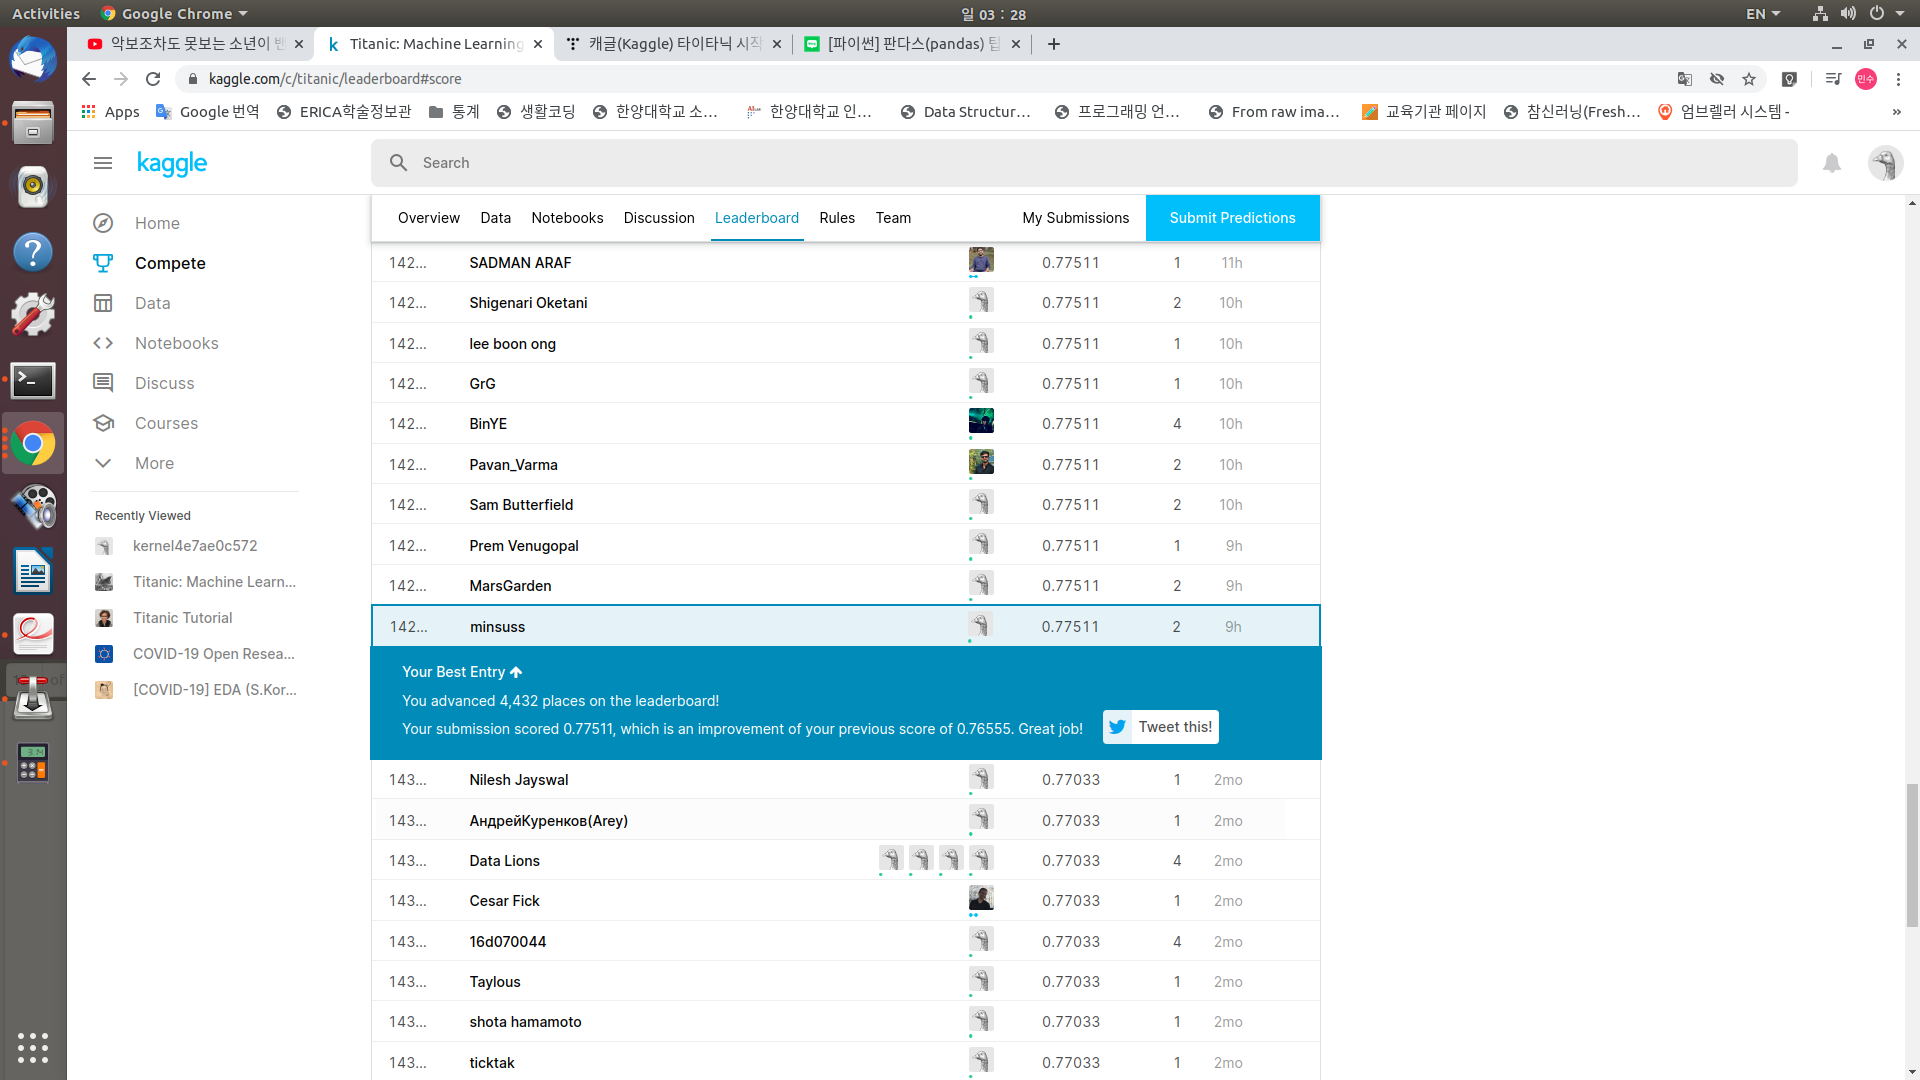 Activities Google Chrome 일 03 : 28 EN
악보조차도 못보는 소년이 밴 Titanic: Machine Learning 캐글(Kaggle) 타이타닉 시작 [파이썬] 판다스(pandas) 팁
kaggle.com/c/titanic/leaderboard#score 민수
Apps Google 번역 ERICA학술정보관 통계 생활코딩 한양대학교 소… 한양대학교 인… Data Structur… 프로그래밍 언… From raw ima… 교육기관 페이지 참신러닝(Fresh… 엄브렐러 시스템 - »
kaggle Search
Home
Compete
Data
Notebooks
Discuss
Courses
More
Recently Viewed
kernel4e7ae0c572
Titanic: Machine Learn...
Titanic Tutorial
COVID-19 Open Resea...
[COVID-19] EDA (S.Kor...
Overview Data Notebooks Discussion Leaderboard Rules Team My Submissions Submit Predictions
142... SADMAN ARAF 0.77511 1 11h
142... Shigenari Oketani 0.77511 2 10h
142... lee boon ong 0.77511 1 10h
142... GrG 0.77511 1 10h
142... BinYE 0.77511 4 10h
142... Pavan_Varma 0.77511 2 10h
142... Sam Butterfield 0.77511 2 10h
142... Prem Venugopal 0.77511 1 9h
142... MarsGarden 0.77511 2 9h
142... minsuss 0.77511 2 9h
Your Best Entry
You advanced 4,432 places on the leaderboard!
Your submission scored 0.77511, which is an improvement of your previous score of 0.76555. Great job! Tweet this!
143... Nilesh Jayswal 0.77033 1 2mo
143... АндрейКуренков(Arey) 0.77033 1 2mo
143... Data Lions 0.77033 4 2mo
143... Cesar Fick 0.77033 1 2mo
143... 16d070044 0.77033 4 2mo
143... Taylous 0.77033 1 2mo
143... shota hamamoto 0.77033 1 2mo
143... ticktak 0.77033 1 2mo